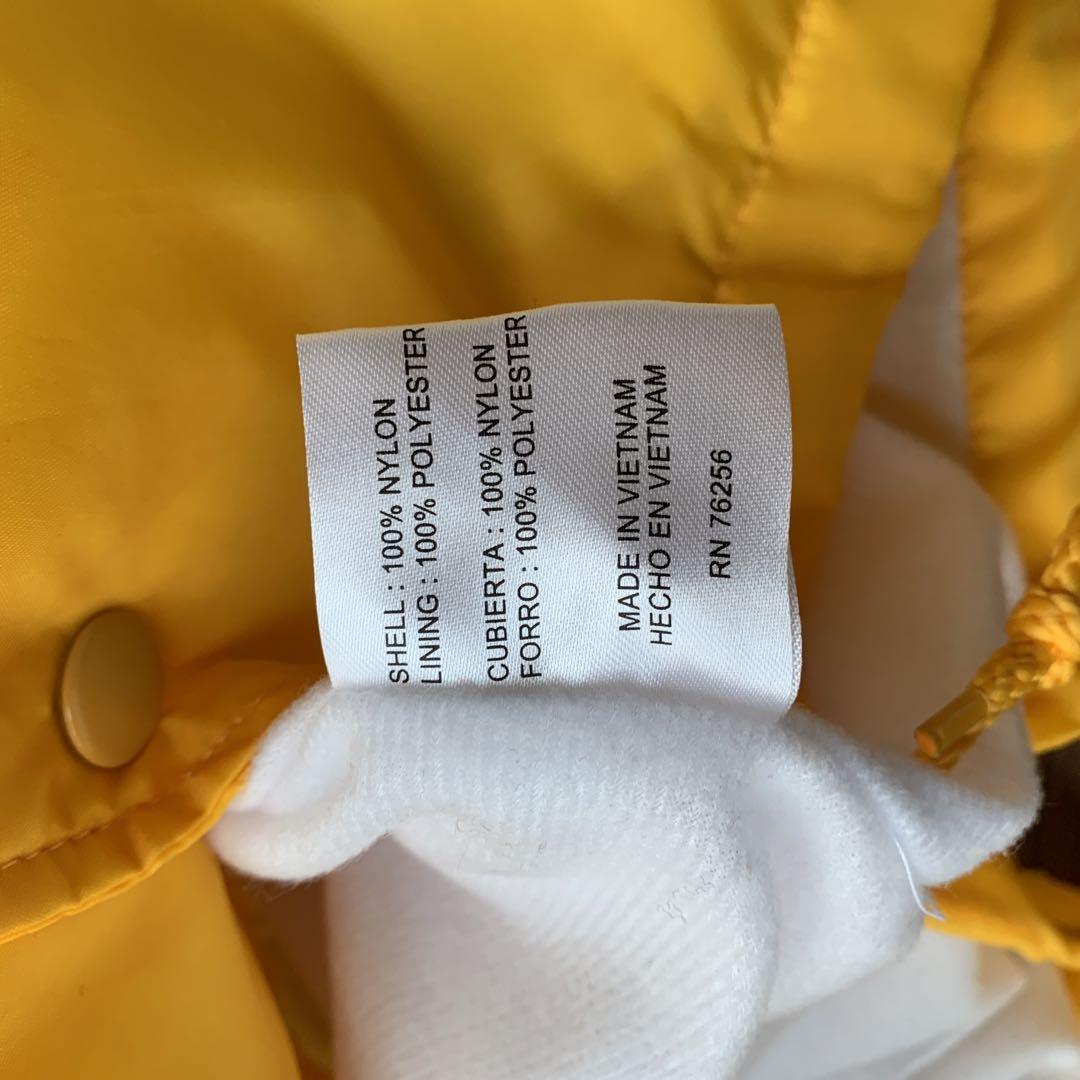 SHELL : 100% NYLON
LINING : 100% POLYESTER
CUBIERTA : 100% NYLON
FORRO : 100% POLYESTER
MADE IN VIETNAM
HECHO EN VIETNAM
RN 76256